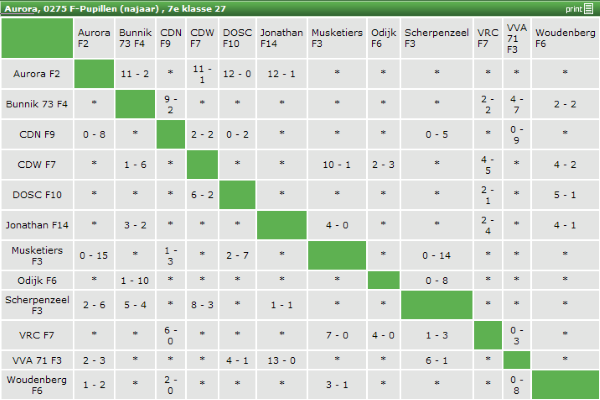 Aurora, 0275 F-Pupillen (najaar) , 7e klasse 27 print
Aurora F2 Bunnik 73 F4 CDN F9 CDW F7 DOSC F10 Jonathan F14 Musketiers F3 Odijk F6 Scherpenzeel F3 VRC F7 VVA 71 F3 Woudenberg F6
Aurora F2 11 - 2 * 11 - 1 12 - 0 12 - 1 * * * * * *
Bunnik 73 F4 * 9 - 2 * * * * * * 2 - 2 4 - 7 2 - 2
CDN F9 0 - 8 * 2 - 2 0 - 2 * * * 0 - 5 * 0 - 9 *
CDW F7 * 1 - 6 * * * 10 - 1 2 - 3 * 4 - 5 * 4 - 2
DOSC F10 * * * 6 - 2 * * * * 2 - 1 * 5 - 1
Jonathan F14 * 3 - 2 * * * 4 - 0 * * 2 - 4 * 4 - 1
Musketiers F3 0 - 15 * 1 - 3 * 2 - 7 * * 0 - 14 * * *
Odijk F6 * 1 - 10 * * * * * 0 - 8 * * *
Scherpenzeel F3 2 - 6 5 - 4 * 8 - 3 * 1 - 1 * * * * *
VRC F7 * * 6 - 0 * * * 7 - 0 4 - 0 1 - 3 0 - 3 *
VVA 71 F3 2 - 3 * * * 4 - 1 13 - 0 * * 6 - 1 * *
Woudenberg F6 1 - 2 * 2 - 0 * * * 3 - 1 * * * 0 - 8